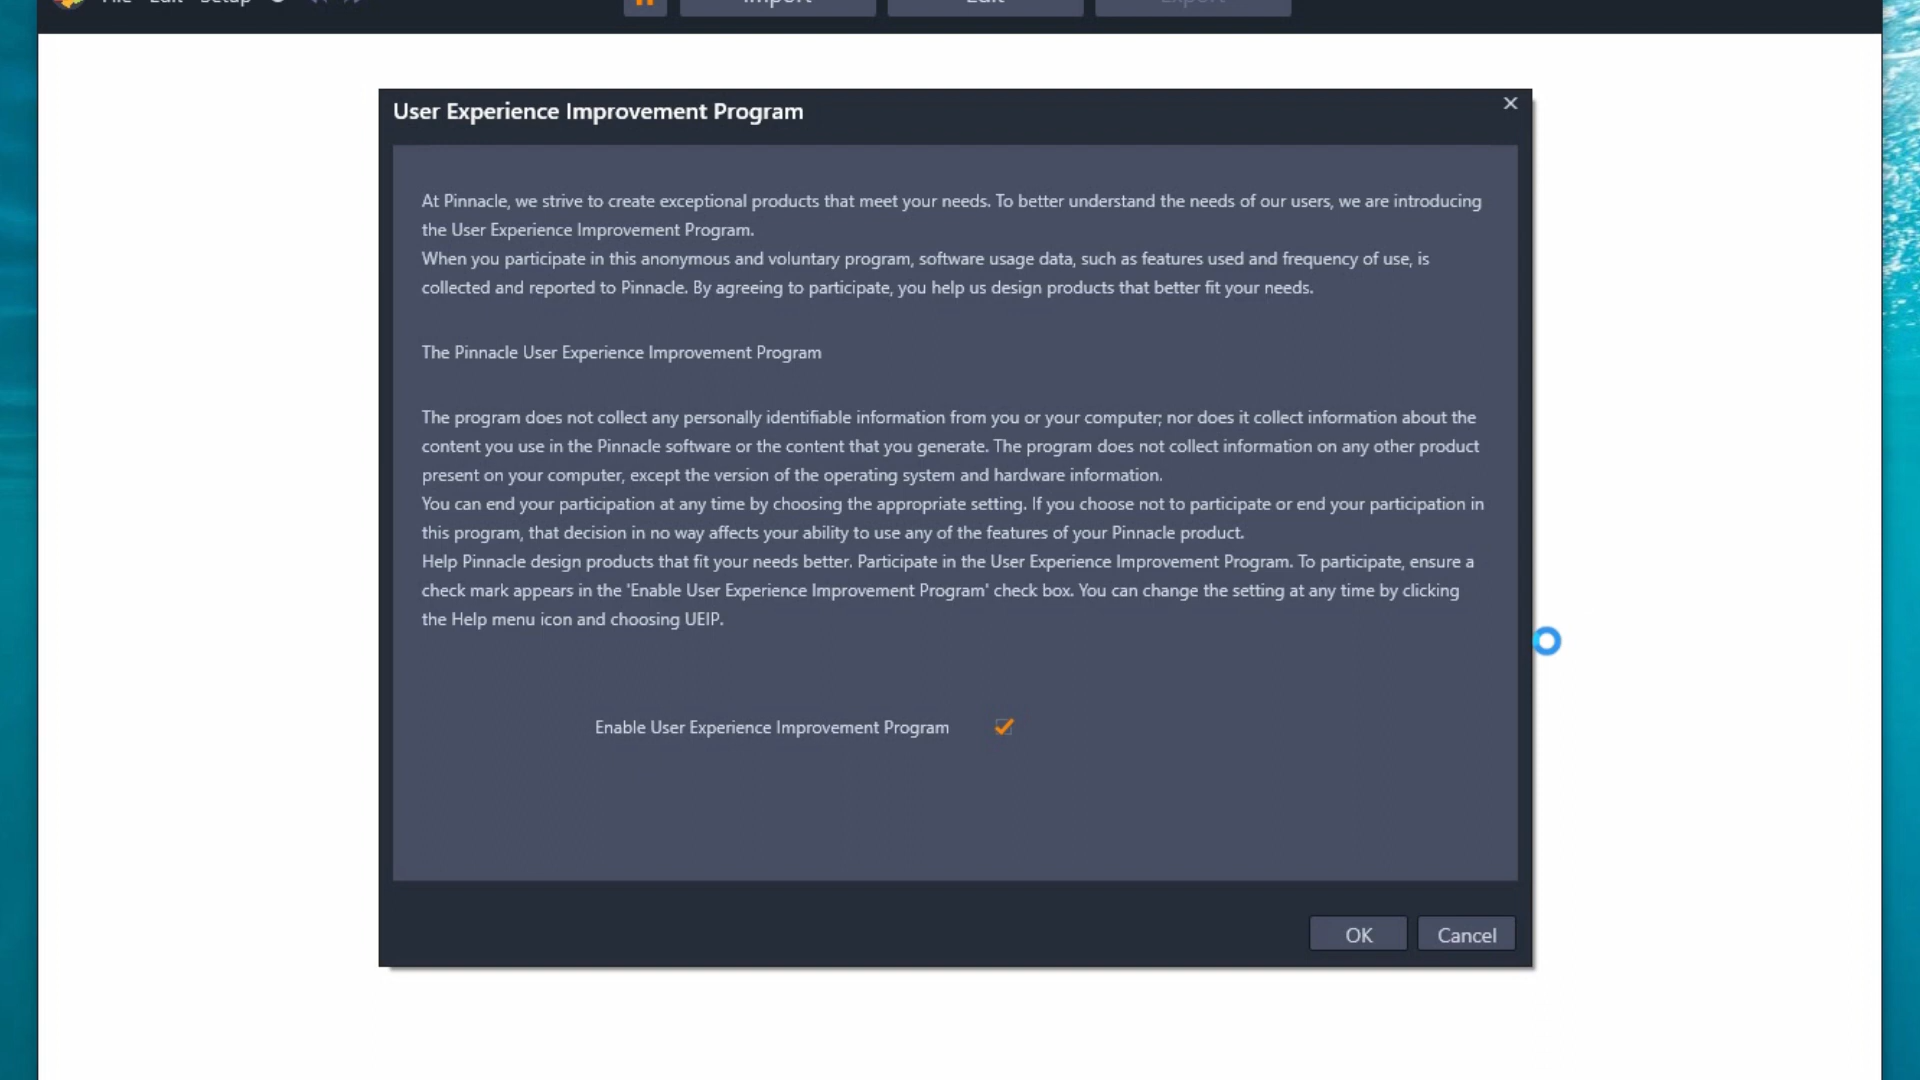 File Edit Setup
Import Edit Export
User Experience Improvement Program
At Pinnacle, we strive to create exceptional products that meet your needs. To better understand the needs of our users, we are introducing
the User Experience Improvement Program.
When you participate in this anonymous and voluntary program, software usage data, such as features used and frequency of use, is
collected and reported to Pinnacle. By agreeing to participate, you help us design products that better fit your needs.
The Pinnacle User Experience Improvement Program
The program does not collect any personally identifiable information from you or your computer; nor does it collect information about the
content you use in the Pinnacle software or the content that you generate. The program does not collect information on any other product
present on your computer, except the version of the operating system and hardware information.
You can end your participation at any time by choosing the appropriate setting. If you choose not to participate or end your participation in
this program, that decision in no way affects your ability to use any of the features of your Pinnacle product.
Help Pinnacle design products that fit your needs better. Participate in the User Experience Improvement Program. To participate, ensure a
check mark appears in the 'Enable User Experience Improvement Program' check box. You can change the setting at any time by clicking
the Help menu icon and choosing UEIP.
Enable User Experience Improvement Program
OK Cancel